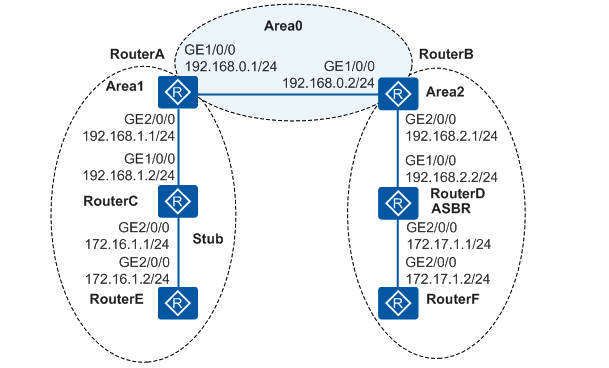 Area0
RouterA
GE1/0/0
192.168.0.1/24
GE1/0/0
192.168.0.2/24
RouterB
Area1
R
R
Area2
GE2/0/0
192.168.1.1/24
GE2/0/0
192.168.2.1/24
GE1/0/0
192.168.1.2/24
GE1/0/0
192.168.2.2/24
RouterC
R
R
RouterD
ASBR
GE2/0/0
172.16.1.1/24
Stub
GE2/0/0
172.17.1.1/24
GE2/0/0
172.16.1.2/24
GE2/0/0
172.17.1.2/24
RouterE
R
R
RouterF